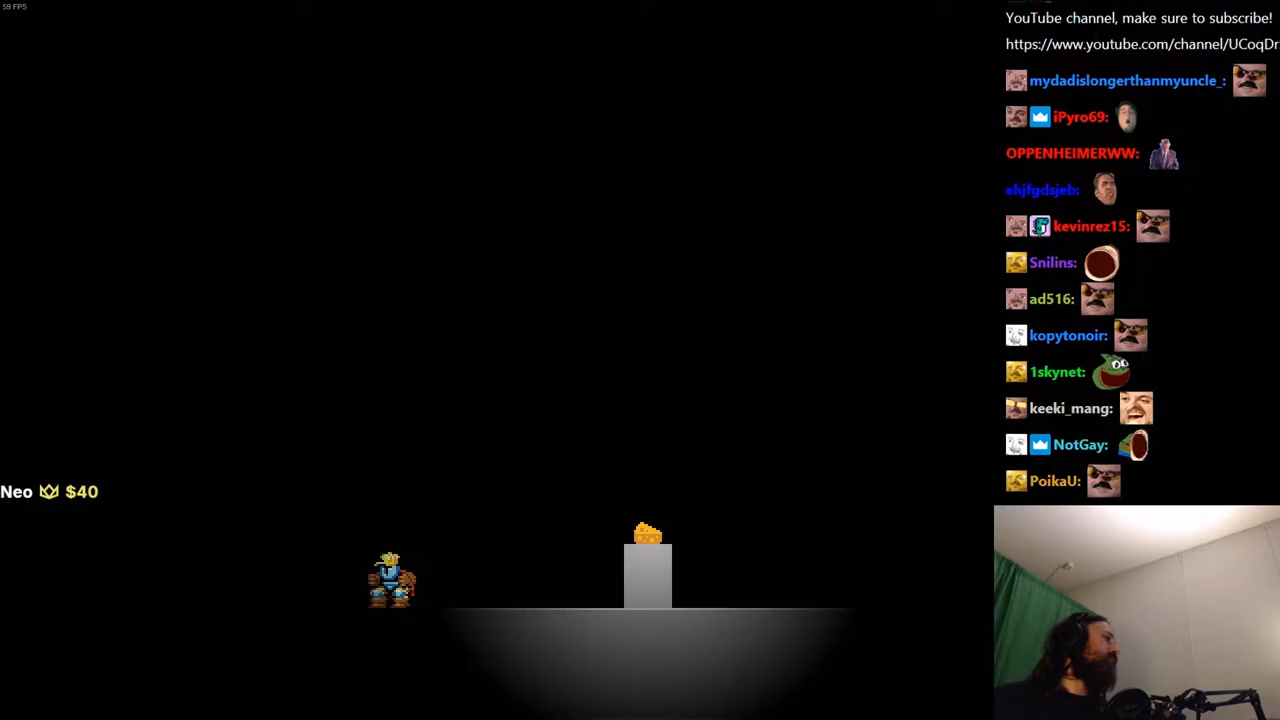 59 FPS
YouTube channel, make sure to subscribe!
https://www.youtube.com/channel/UCoqDr
mydadislongerthanmyuncle_:
iPyro69:
OPPENHEIMERWW:
ehjfgdsjeb:
kevinrez15:
Snilins:
ad516:
kopytonoir:
1skynet:
keeki_mang:
NotGay:
PoikaU:
Neo $40